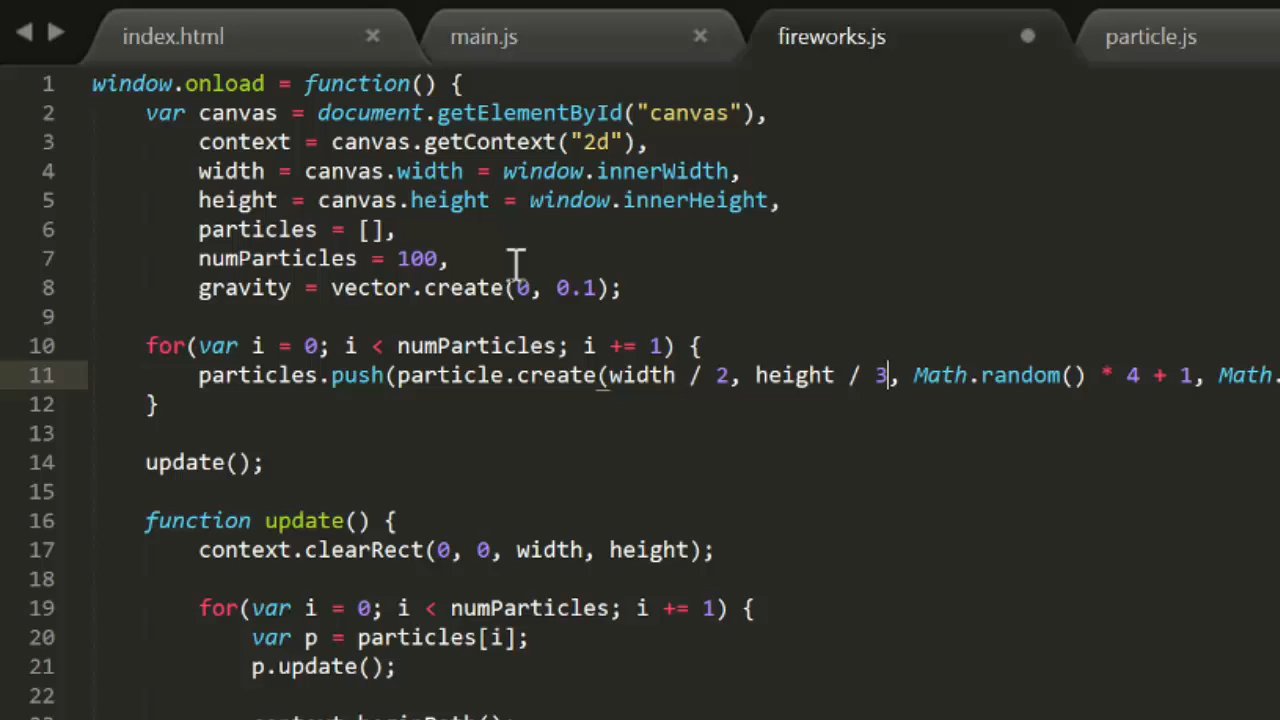 index.html
main.js
fireworks.js
particle.js
1 window.onload = function() {
2 var canvas = document.getElementById("canvas"),
3 context = canvas.getContext("2d"),
4 width = canvas.width = window.innerWidth,
5 height = canvas.height = window.innerHeight,
6 particles = [],
7 numParticles = 100,
8 gravity = vector.create(0, 0.1);
9
10 for(var i = 0; i < numParticles; i += 1) {
11 particles.push(particle.create(width / 2, height / 3, Math.random() * 4 + 1, Math.
12 }
13
14 update();
15
16 function update() {
17 context.clearRect(0, 0, width, height);
18
19 for(var i = 0; i < numParticles; i += 1) {
20 var p = particles[i];
21 p.update();
22